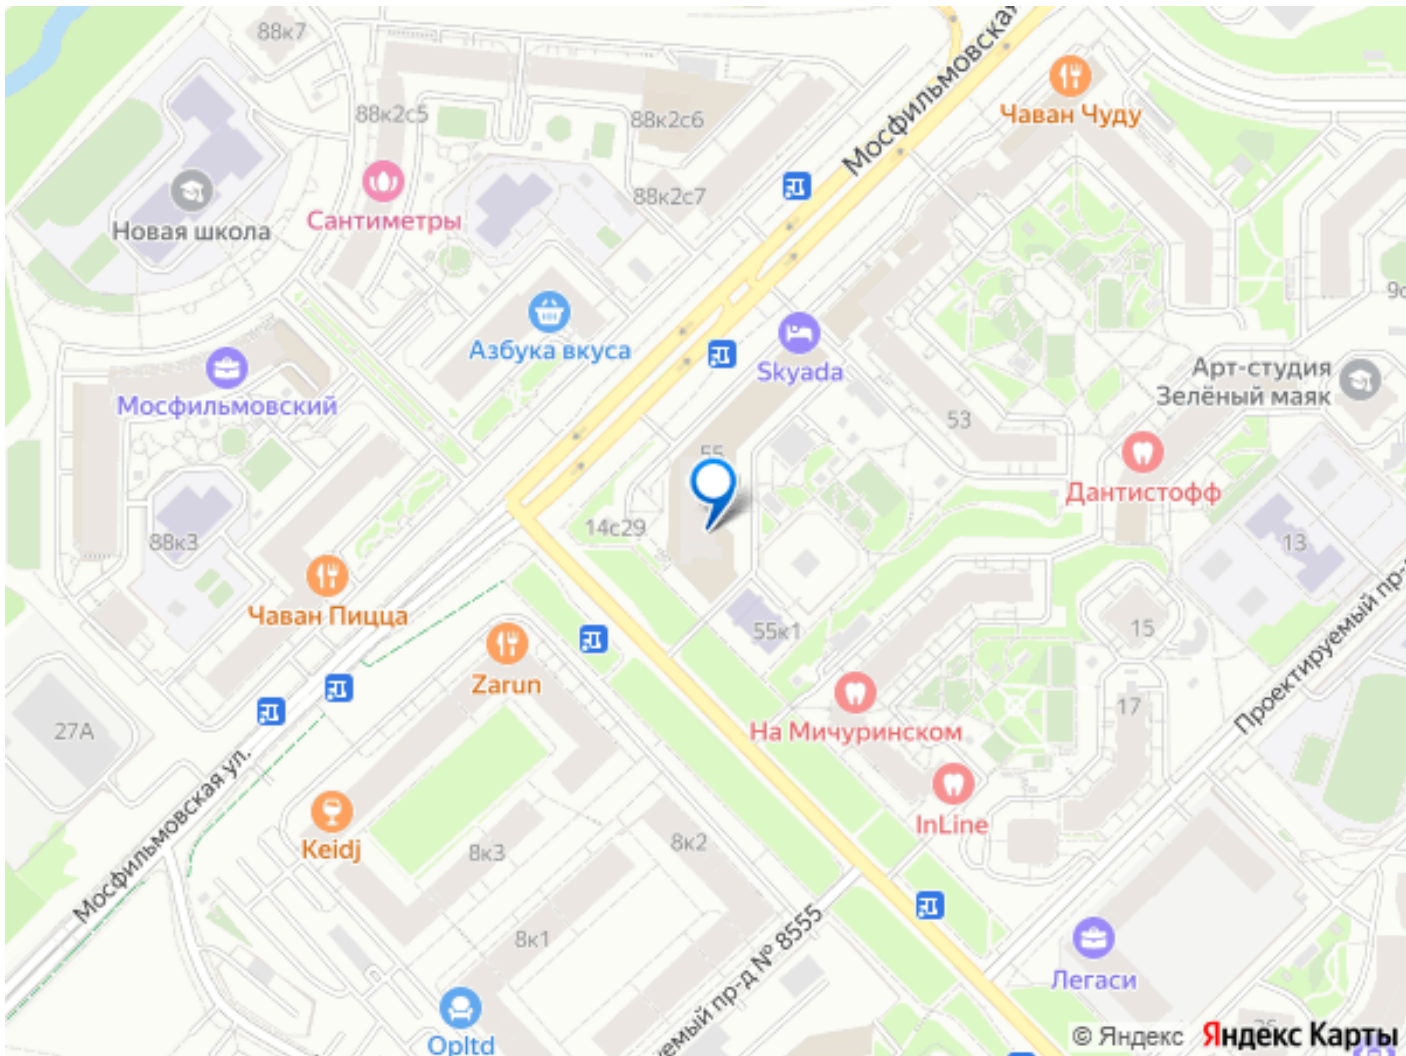 88к7
Мосфильмовская
Чаван Чуду
88к2с5
88к2с6
88к2с7
Новая школа
Сантиметры
Азбука вкуса
Skyada
Мосфильмовский
Арт-студия
Зелёный маяк
53
55
Дантистофф
14с29
88к3
13
Чаван Пицца
55к1
15
Zarun
17
На Мичуринском
Проектируемый пр-
27А
InLine
Мосфильмовская ул.
Keidj
8к3
8к2
8к1
емый пр-д № 8555
Легаси
Opltd
© Яндекс Яндекс Карты